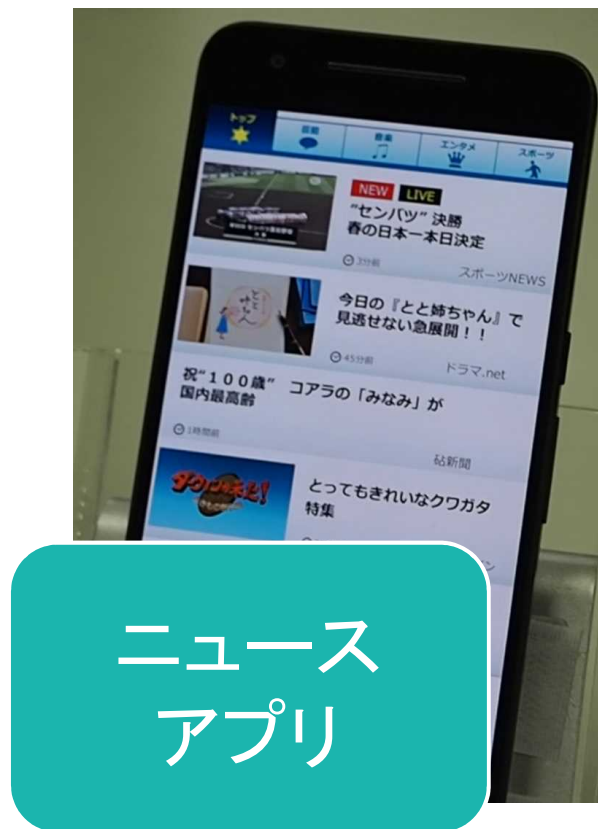 トップ
芸能
音楽
エンタメ
スポーツ
NEW LIVE
"センバツ" 決勝
春の日本一本日決定
3分前
スポーツNEWS
今日の『とと姉ちゃん』で
見逃せない急展開！！
45分前
ドラマ.net
祝"１００歳" コアラの「みなみ」が
国内最高齢
1時間前
砧新聞
とってもきれいなクワガタ
特集
ニュース
アプリ